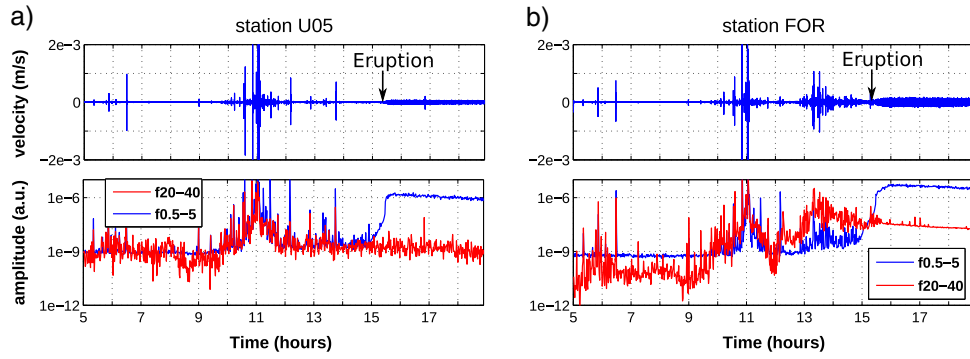 a)
station U05
b)
station FOR
velocity (m/s)
2e−3
0
−2e−3
Eruption
2e−3
0
−2e−3
Eruption
amplitude (a.u.)
1e−6
1e−9
1e−12
f20−40
f0.5−5
5 7 9 11 13 15 17
Time (hours)
1e−6
1e−9
1e−12
f0.5−5
f20−40
5 7 9 11 13 15 17
Time (hours)